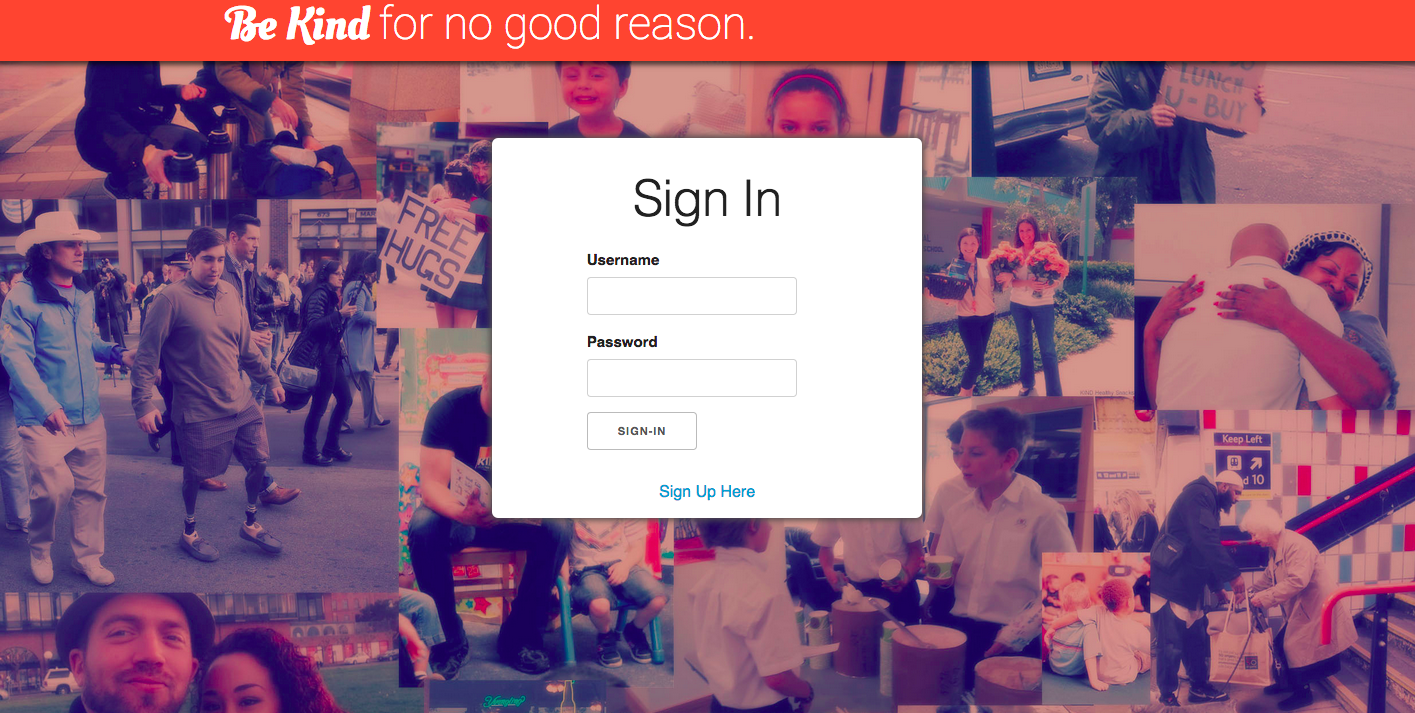 Be Kind for no good reason.
LUNCH
U-BUY
FREE
HUGS
Sign In
Username
Password
SIGN-IN
Sign Up Here
Keep Left
10